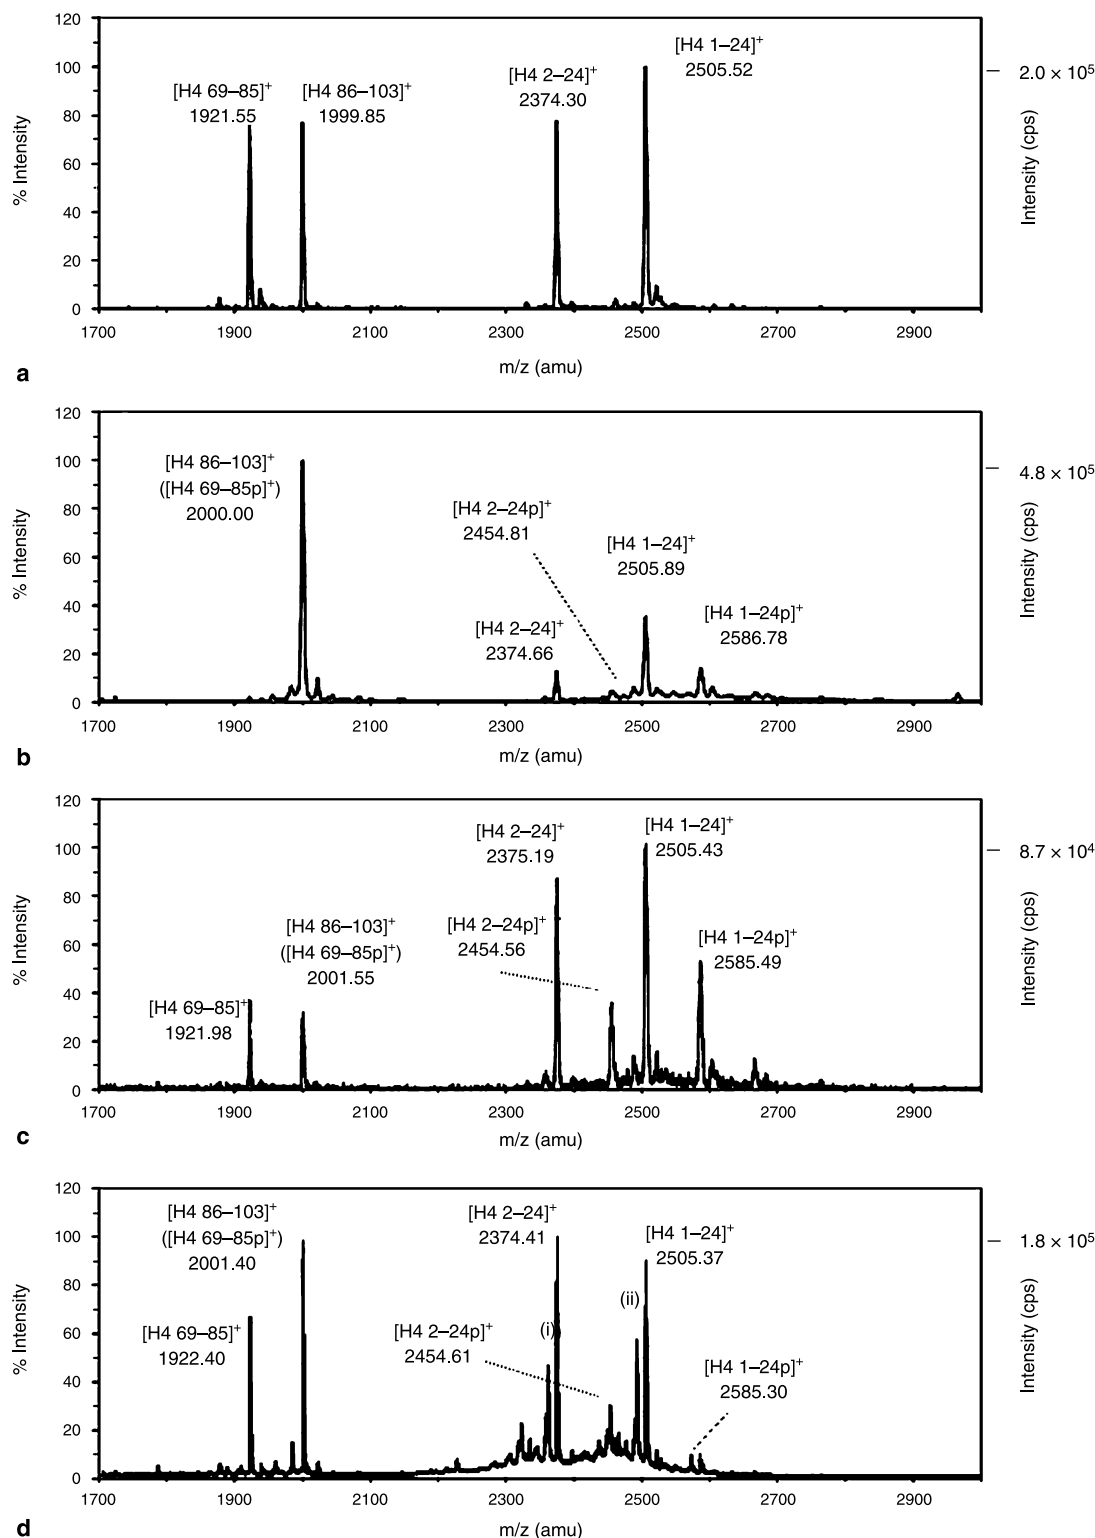 120
100
80
60
40
20
0
% Intensity
[H4 69–85]⁺
1921.55
[H4 86–103]⁺
1999.85
[H4 2–24]⁺
2374.30
[H4 1–24]⁺
2505.52
2.0 × 10⁵
Intensity (cps)
1700 1900 2100 2300 2500 2700 2900
m/z (amu)
a
120
100
80
60
40
20
0
% Intensity
[H4 86–103]⁺
([H4 69–85p]⁺)
2000.00
[H4 2–24p]⁺
2454.81
[H4 1–24]⁺
2505.89
[H4 2–24]⁺
2374.66
[H4 1–24p]⁺
2586.78
4.8 × 10⁵
Intensity (cps)
1700 1900 2100 2300 2500 2700 2900
m/z (amu)
b
120
100
80
60
40
20
0
% Intensity
[H4 69–85]⁺
1921.98
[H4 86–103]⁺
([H4 69–85p]⁺)
2001.55
[H4 2–24]⁺
2375.19
[H4 2–24p]⁺
2454.56
[H4 1–24]⁺
2505.43
[H4 1–24p]⁺
2585.49
8.7 × 10⁴
Intensity (cps)
1700 1900 2100 2300 2500 2700 2900
m/z (amu)
c
120
100
80
60
40
20
0
% Intensity
[H4 86–103]⁺
([H4 69–85p]⁺)
2001.40
[H4 69–85]⁺
1922.40
[H4 2–24]⁺
2374.41
(i)
[H4 2–24p]⁺
2454.61
[H4 1–24]⁺
2505.37
(ii)
[H4 1–24p]⁺
2585.30
1.8 × 10⁵
Intensity (cps)
1700 1900 2100 2300 2500 2700 2900
m/z (amu)
d